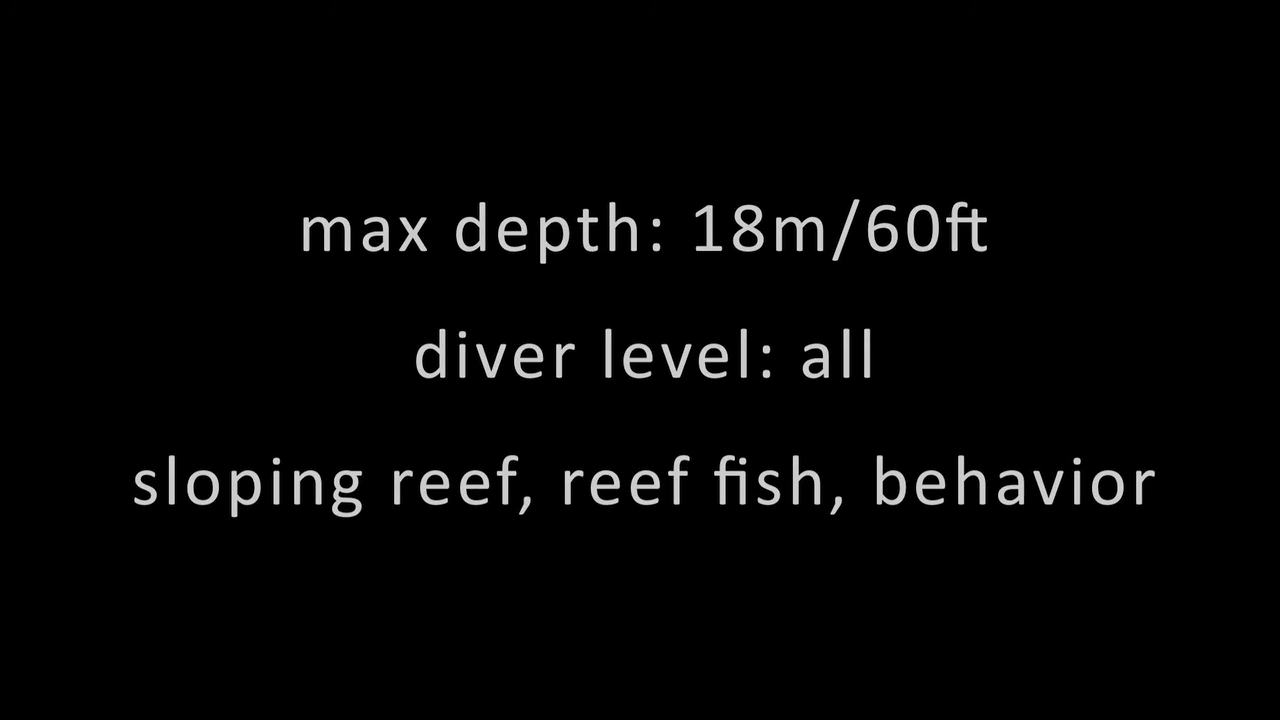 max depth: 18m/60ft
diver level: all
sloping reef, reef fish, behavior